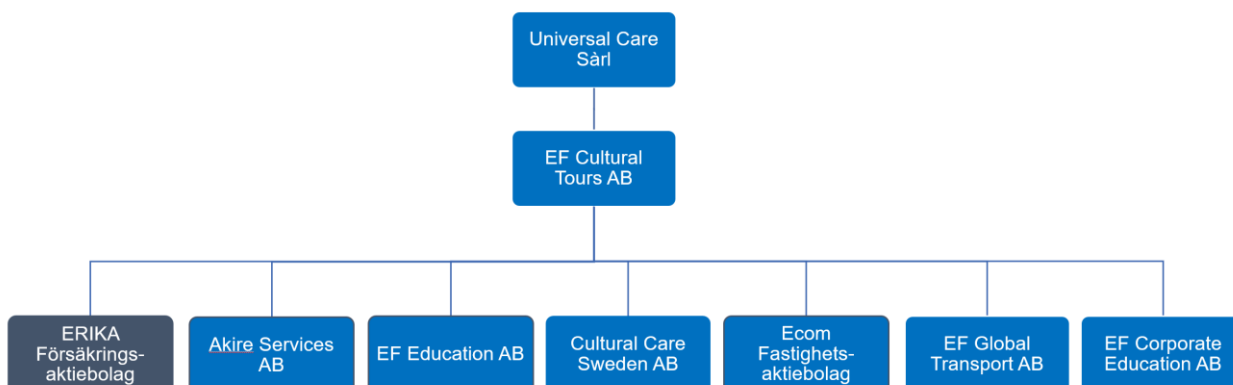 Universal Care
Sàrl
EF Cultural
Tours AB
ERIKA
Försäkrings-
aktiebolag
Akire Services
AB
EF Education AB
Cultural Care
Sweden AB
Ecom
Fastighets-
aktiebolag
EF Global
Transport AB
EF Corporate
Education AB